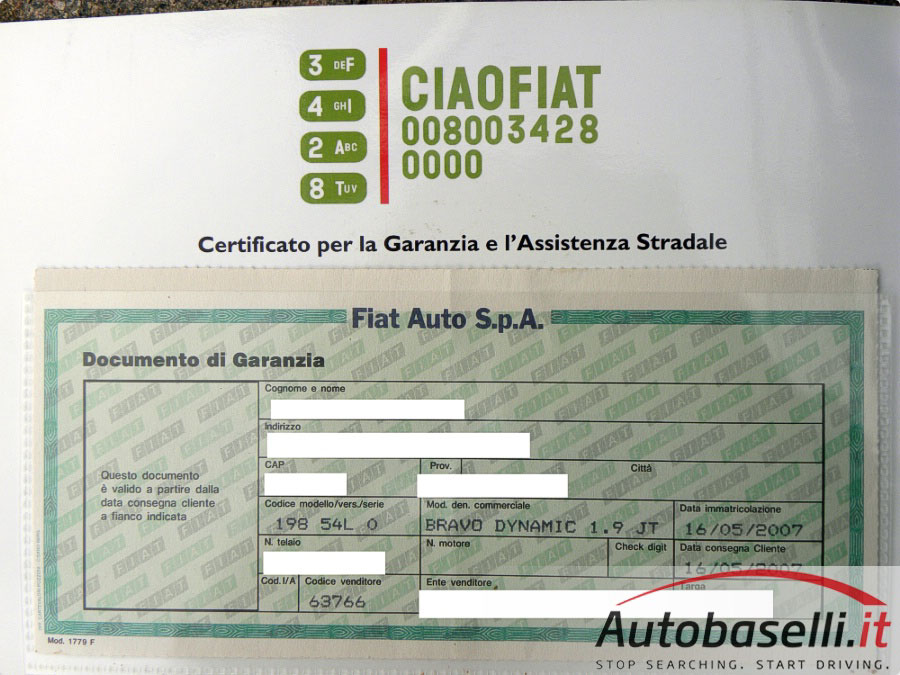 3 DEF
4 GHI
2 ABC
8 TUV
CIAOFIAT
008003428
0000
Certificato per la Garanzia e l'Assistenza Stradale
Fiat Auto S.p.A.
Documento di Garanzia
Cognome e nome
Indirizzo
CAP Prov. Città
Questo documento
è valido a partire dalla
data consegna cliente
a fianco indicata
Codice modello/vers./serie Mod. den. commerciale Data immatricolazione
198 54L 0 BRAVO DYNAMIC 1.9 JT 16/05/2007
N. telaio N. motore Check digit Data consegna Cliente
16/05/2007
Cod.I/A Codice venditore Ente venditore Targa
63766
Mod. 1779 F
Autobaselli.it
STOP SEARCHING. START DRIVING.